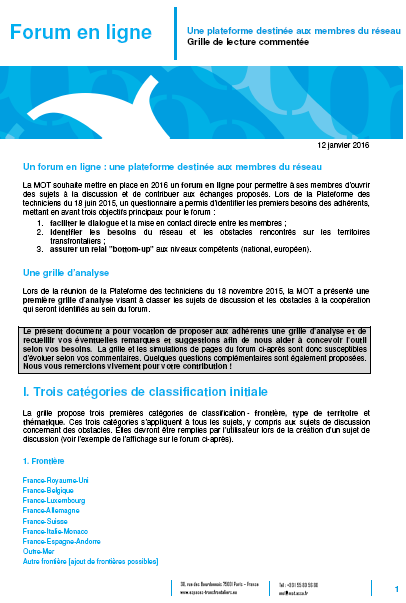 Forum en ligne
Une plateforme destinée aux membres du réseau
Grille de lecture commentée
12 janvier 2016
Un forum en ligne : une plateforme destinée aux membres du réseau
La MOT souhaite mettre en place en 2016 un forum en ligne pour permettre à ses membres d'ouvrir
des sujets à la discussion et de contribuer aux échanges proposés. Lors de la Plateforme des
techniciens du 18 juin 2015, un questionnaire a permis d'identifier les premiers besoins des adhérents,
mettant en avant trois objectifs principaux pour le forum :
1. faciliter le dialogue et la mise en contact directe entre les membres ;
2. identifier les besoins du réseau et les obstacles rencontrés sur les territoires
transfrontaliers ;
3. assurer un relai "bottom-up" aux niveaux compétents (national, européen).
Une grille d'analyse
Lors de la réunion de la Plateforme des techniciens du 18 novembre 2015, la MOT a présenté une
première grille d'analyse visant à classer les sujets de discussion et les obstacles à la coopération
qui seront identifiés au sein du forum.
Le présent document a pour vocation de proposer aux adhérents une grille d'analyse et de
recueillir vos éventuelles remarques et suggestions afin de nous aider à concevoir l'outil
selon vos besoins. La grille et les simulations de pages du forum ci-après sont donc susceptibles
d'évoluer selon vos commentaires. Quelques questions complémentaires sont également proposées.
Nous vous remercions vivement pour votre contribution !
I. Trois catégories de classification initiale
La grille propose trois premières catégories de classification - frontière, type de territoire et
thématique. Ces trois catégories s'appliquent à tous les sujets, y compris aux sujets de discussion
concernant des obstacles. Elles devront être remplies par l'utilisateur lors de la création d'un sujet de
discussion (voir l'exemple de l'affichage sur le forum ci-après).
1. Frontière
France-Royaume-Uni
France-Belgique
France-Luxembourg
France-Allemagne
France-Suisse
France-Italie-Monaco
France-Espagne-Andorre
Outre-Mer
Autre frontière [ajout de frontières possibles]
38, rue des Bourdonnais 75001 Paris – France
www.espaces-transfrontaliers.eu
1